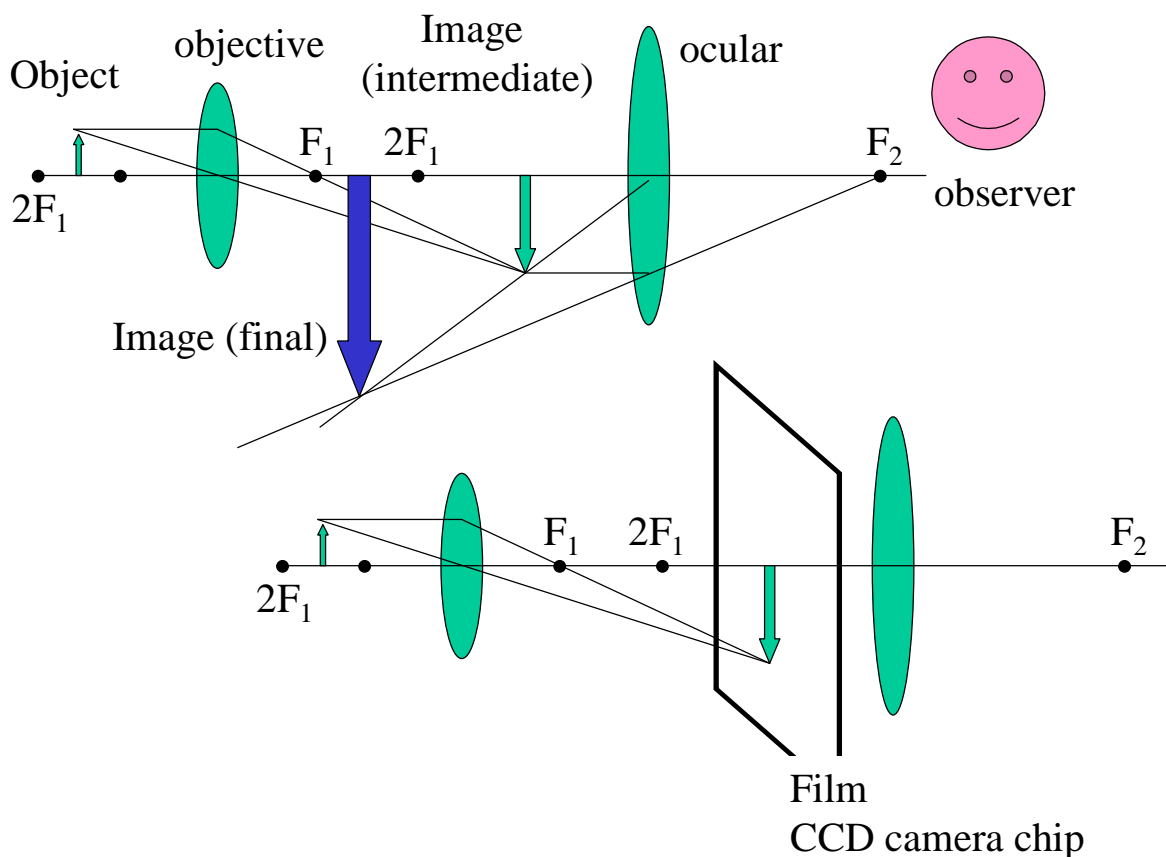 Object
objective
Image
(intermediate)
ocular
F₁
2F₁
F₂
2F₁
observer
Image (final)
F₁
2F₁
F₂
2F₁
Film
CCD camera chip